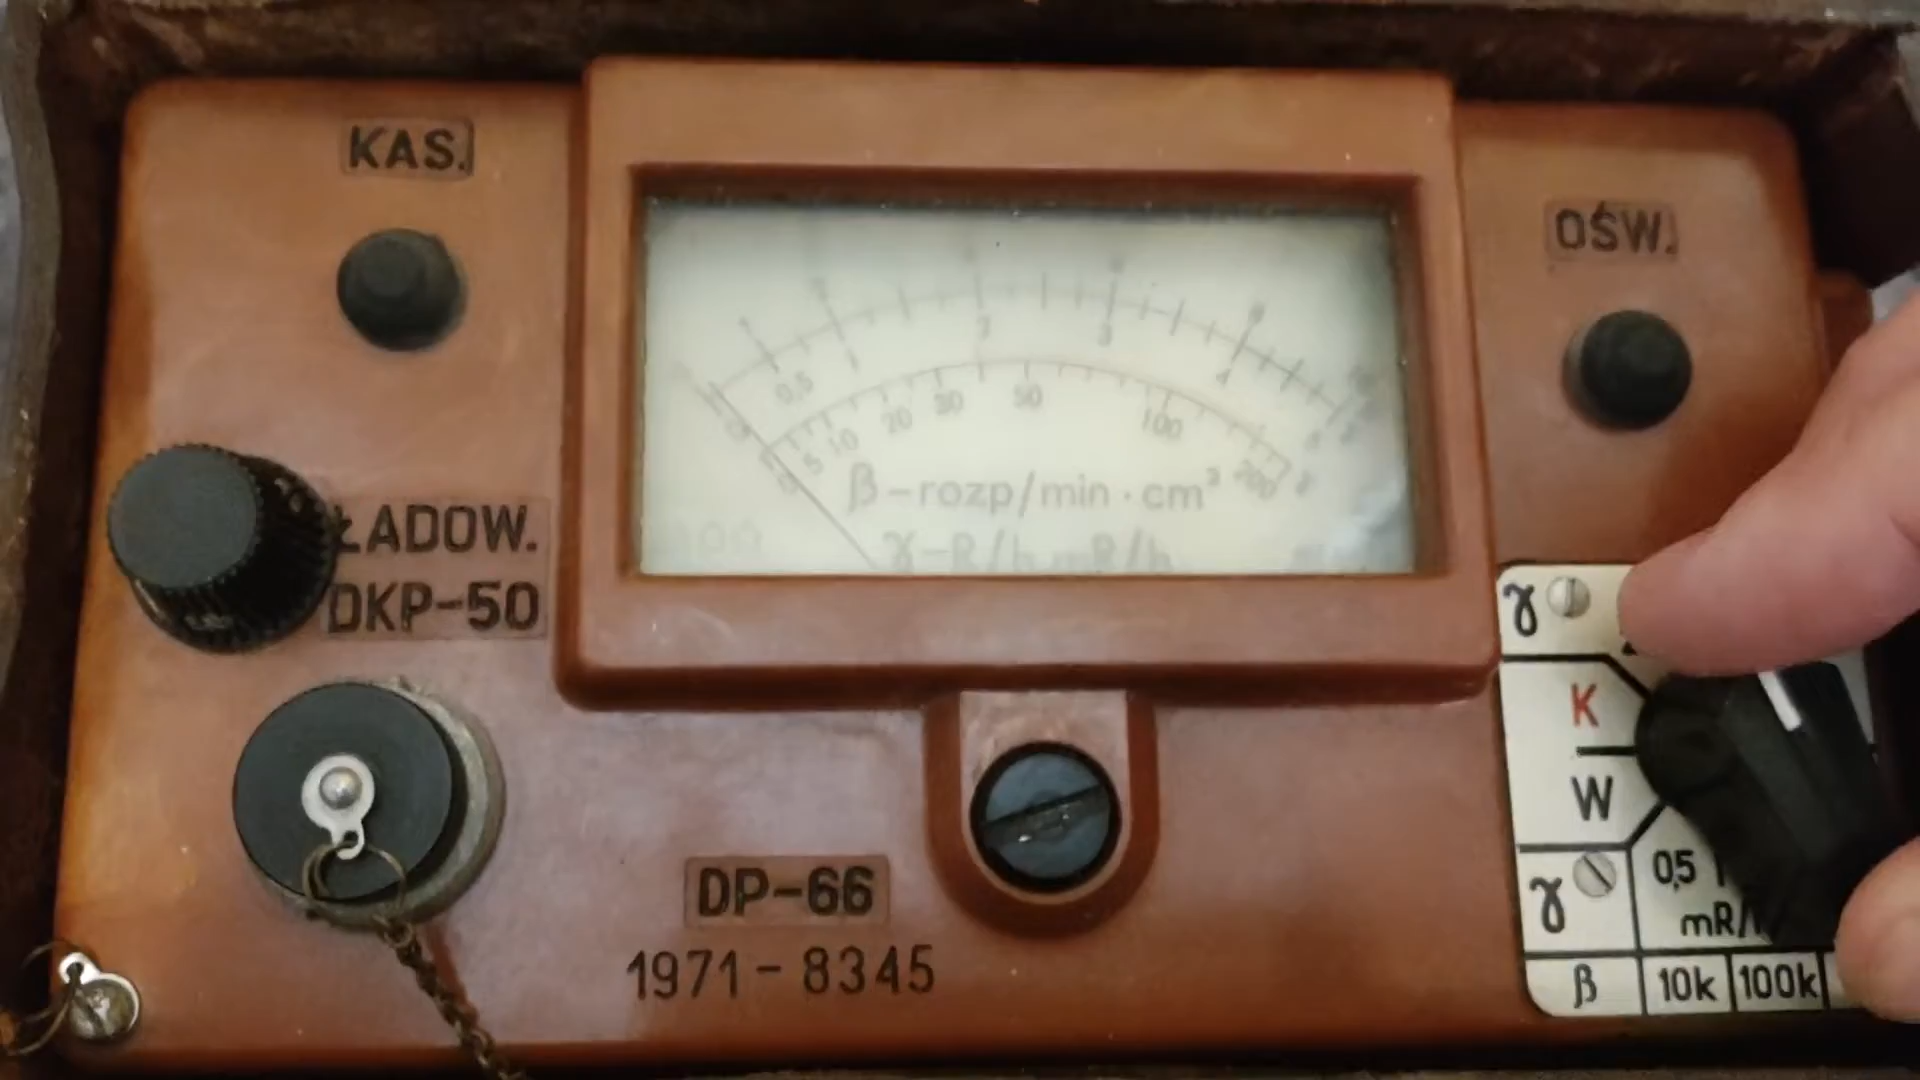 KAS.
OŚW.
ŁADOW.
DKP-50
0,5 1 2 3 4
5 10 20 30 50 100 200
β-rozp/min·cm²
γ-R/h mR/h
γ
K
W
γ 0,5
mR/
β 10k 100k
DP-66
1971-8345